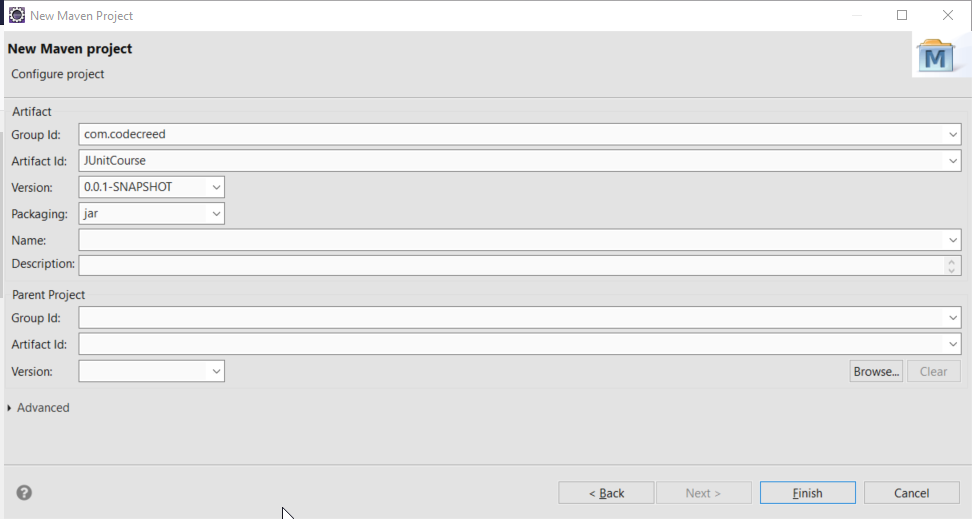 New Maven Project
New Maven project
Configure project
M
Artifact
Group Id: com.codecreed
Artifact Id: JUnitCourse
Version: 0.0.1-SNAPSHOT
Packaging: jar
Name:
Description:
Parent Project
Group Id:
Artifact Id:
Version: Browse... Clear
Advanced
? < Back Next > Finish Cancel